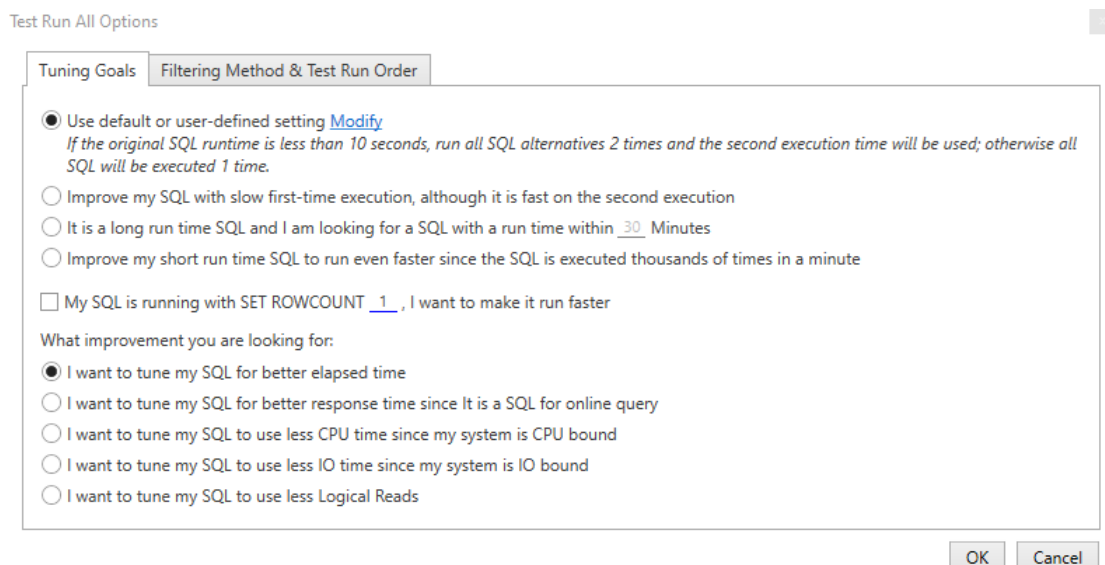 Test Run All Options
Tuning Goals
Filtering Method & Test Run Order
Use default or user-defined setting Modify
If the original SQL runtime is less than 10 seconds, run all SQL alternatives 2 times and the second execution time will be used; otherwise all
SQL will be executed 1 time.
Improve my SQL with slow first-time execution, although it is fast on the second execution
It is a long run time SQL and I am looking for a SQL with a run time within 30 Minutes
Improve my short run time SQL to run even faster since the SQL is executed thousands of times in a minute
My SQL is running with SET ROWCOUNT 1 , I want to make it run faster
What improvement you are looking for:
I want to tune my SQL for better elapsed time
I want to tune my SQL for better response time since It is a SQL for online query
I want to tune my SQL to use less CPU time since my system is CPU bound
I want to tune my SQL to use less IO time since my system is IO bound
I want to tune my SQL to use less Logical Reads
OK
Cancel